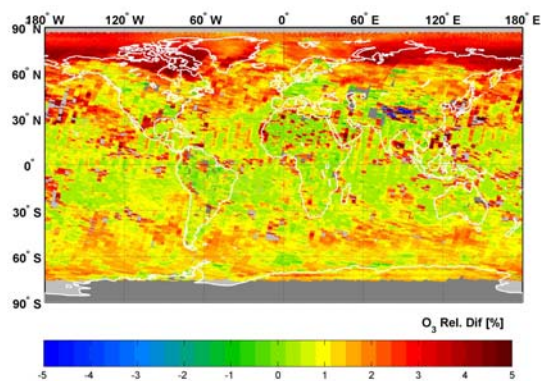 180° W 120° W 60° W 0° 60° E 120° E 180° E
90° N
60° N
30° N
0°
30° S
60° S
90° S
O3 Rel. Dif [%]
-5 -4 -3 -2 -1 0 1 2 3 4 5